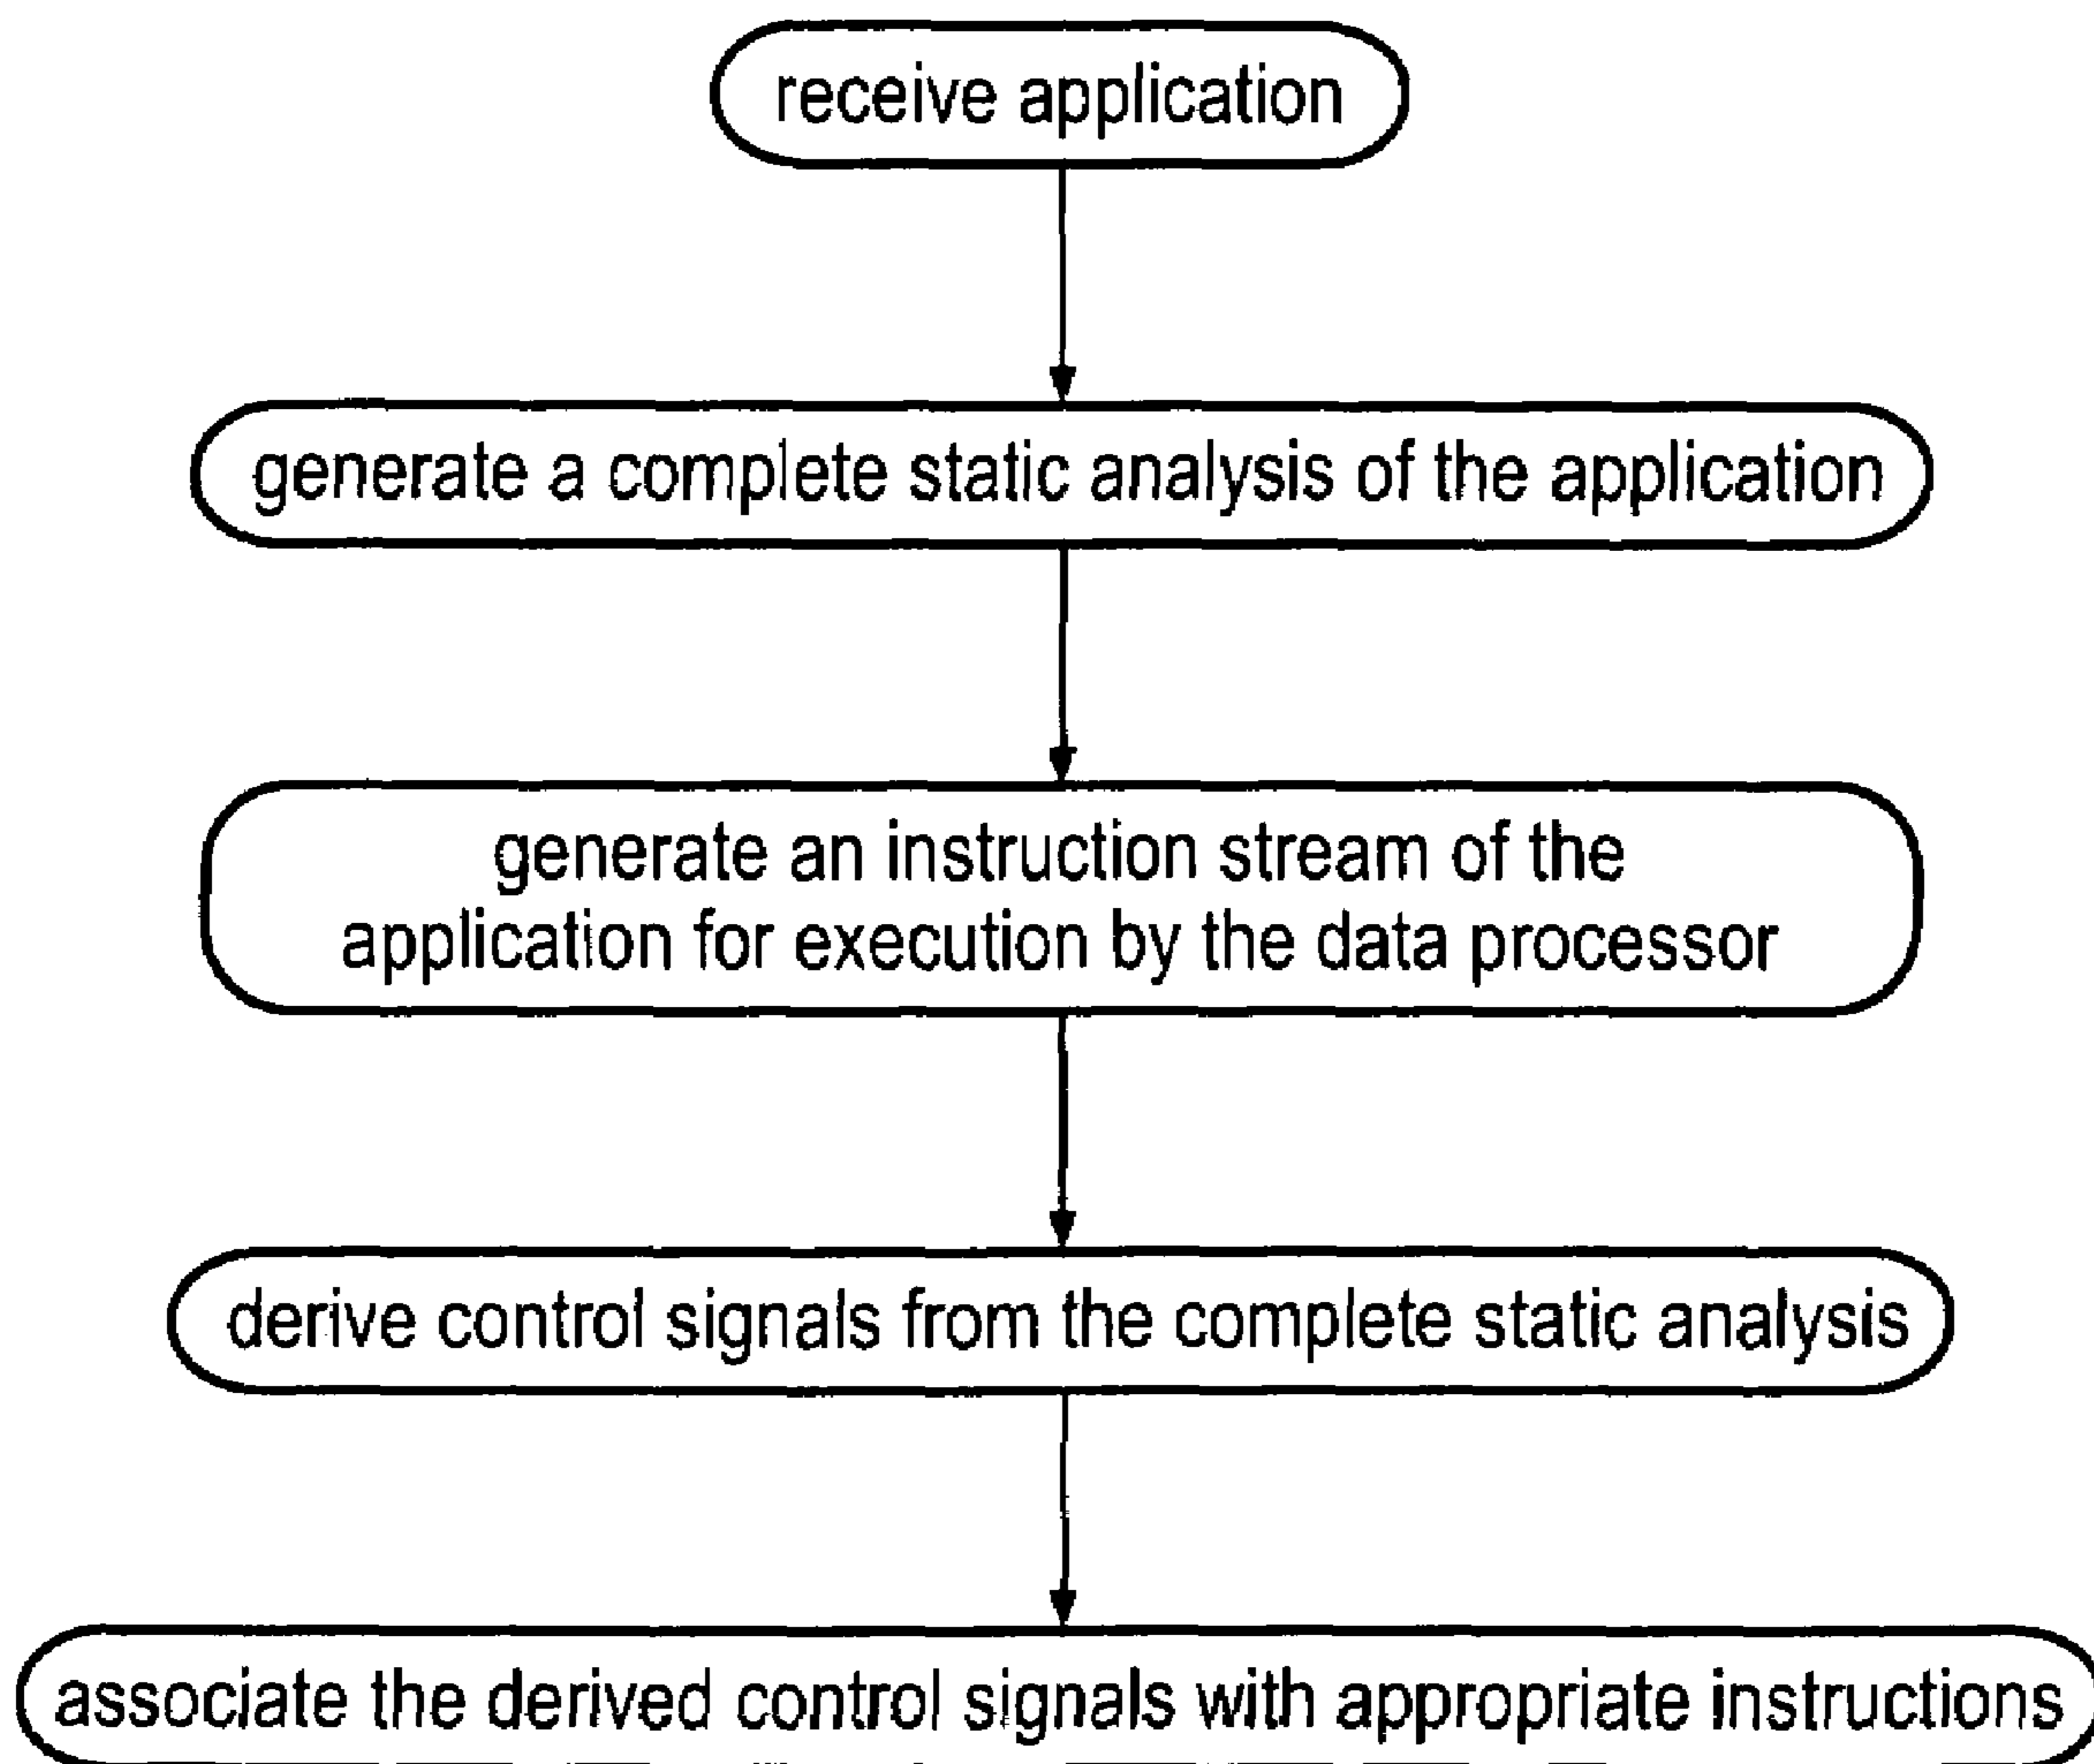 receive application
generate a complete static analysis of the application
generate an instruction stream of the
application for execution by the data processor
derive control signals from the complete static analysis
associate the derived control signals with appropriate instructions